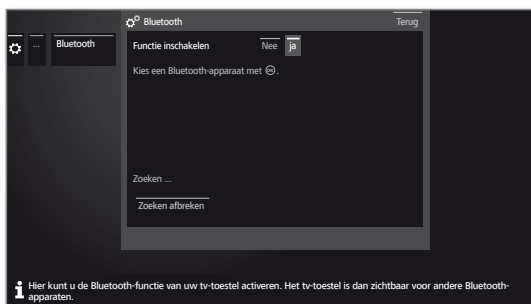 Bluetooth
Terug
... Bluetooth
Functie inschakelen Nee ja
Kies een Bluetooth-apparaat met OK.
Zoeken ...
Zoeken afbreken
Hier kunt u de Bluetooth-functie van uw tv-toestel activeren. Het tv-toestel is dan zichtbaar voor andere Bluetooth-
apparaten.